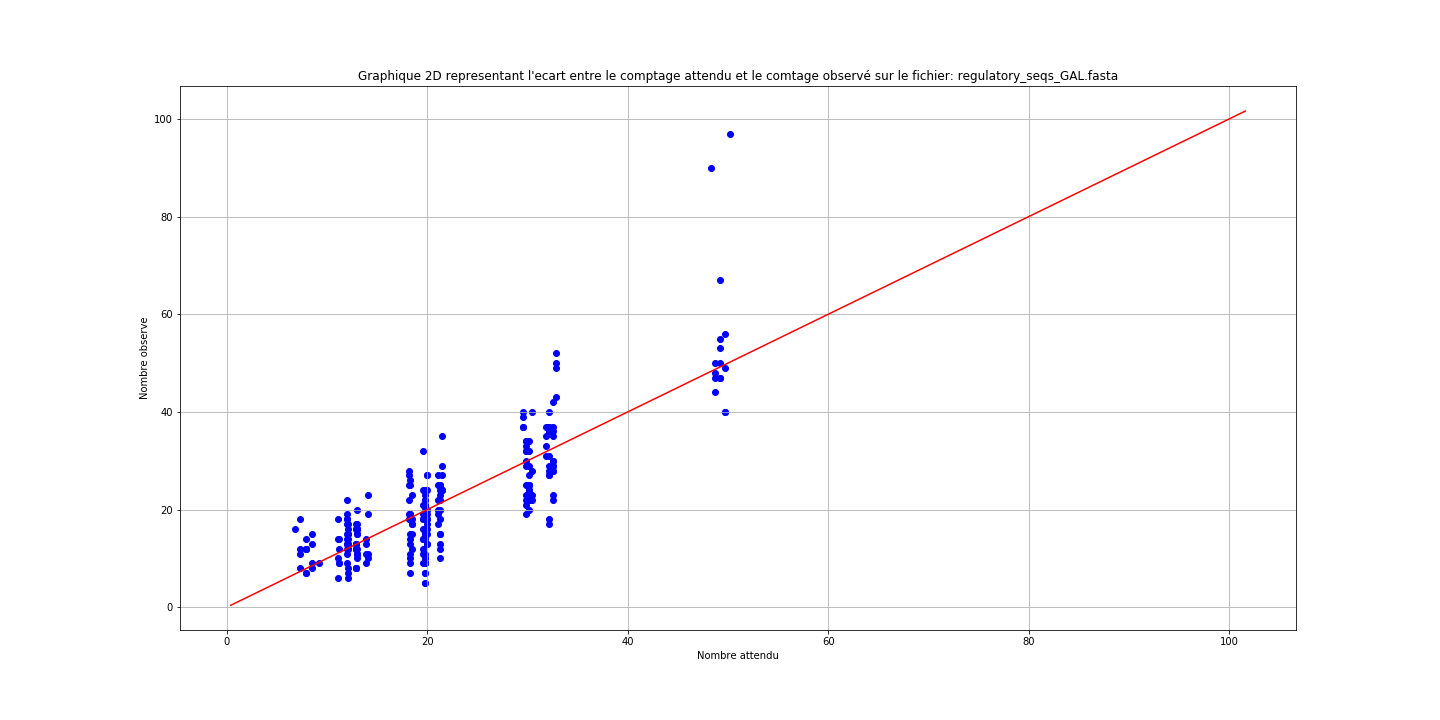 Graphique 2D representant l'ecart entre le comptage attendu et le comtage observé sur le fichier: regulatory_seqs_GAL.fasta
100
80
60
40
20
0
Nombre observe
0 20 40 60 80 100
Nombre attendu